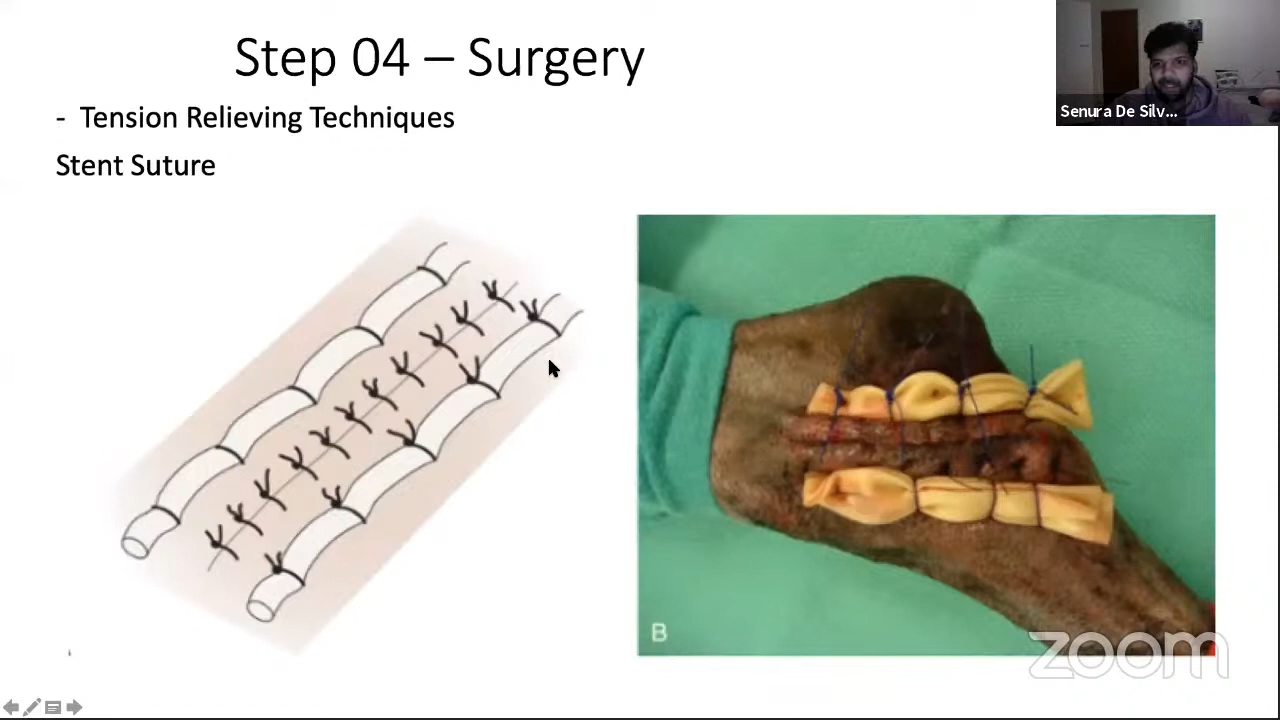 Step 04 – Surgery
- Tension Relieving Techniques
Stent Suture
Senura De Silv...
B
zoom